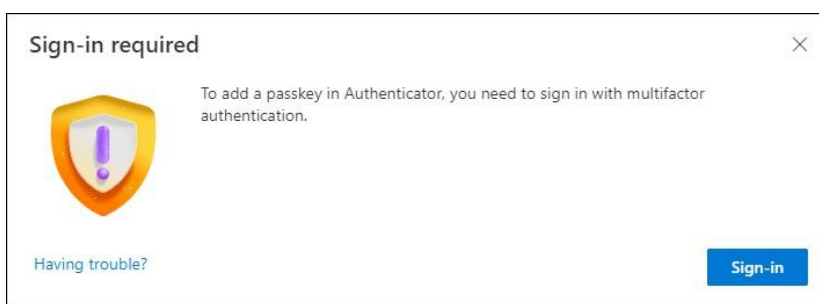 Sign-in required
To add a passkey in Authenticator, you need to sign in with multifactor
authentication.
Having trouble?
Sign-in